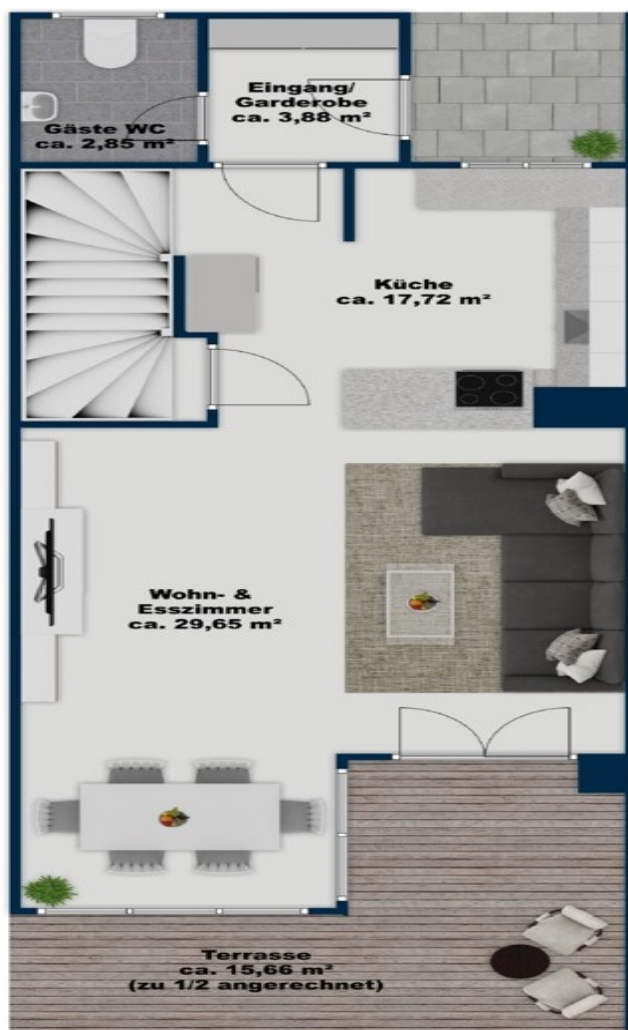 Eingang/
Garderobe
ca. 3,88 m²
Gäste WC
ca. 2,85 m²
Küche
ca. 17,72 m²
Wohn- &
Esszimmer
ca. 29,65 m²
Terrasse
ca. 15,66 m²
(zu 1/2 angerechnet)